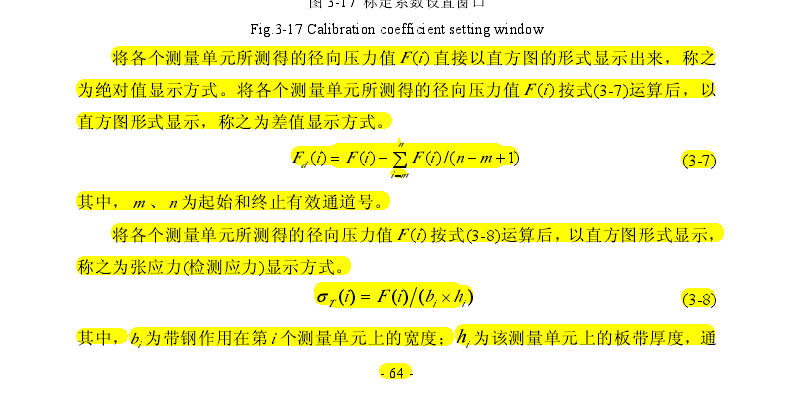 图 3-17 标定系数设置窗口
Fig.3-17 Calibration coefficient setting window
将各个测量单元所测得的径向压力值 F(i) 直接以直方图的形式显示出来，称之
为绝对值显示方式。将各个测量单元所测得的径向压力值 F(i) 按式(3-7)运算后，以
直方图形式显示，称之为差值显示方式。
F_d(i) = F(i) − ∑_{i=m}^{n} F(i)/(n − m + 1) (3-7)
其中，m 、n 为起始和终止有效通道号。
将各个测量单元所测得的径向压力值 F(i) 按式(3-8)运算后，以直方图形式显示，
称之为张应力(检测应力)显示方式。
σ_T(i) = F(i)/(b_i × h_i) (3-8)
其中，b_i 为带钢作用在第 i 个测量单元上的宽度；h_i 为该测量单元上的板带厚度，通
- 64 -